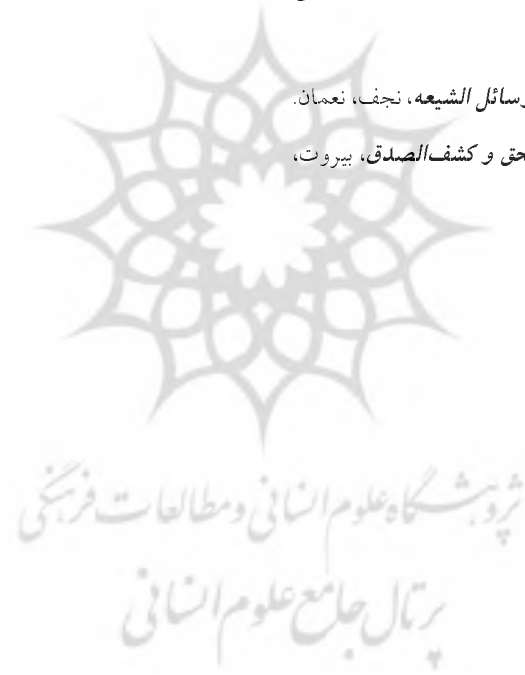 وسائل الشیعه، نجف، نعمان.
حق و کشف‌الصدق، بیروت،
پژوهشگاه علوم انسانی و مطالعات فرهنگی
پرتال جامع علوم انسانی